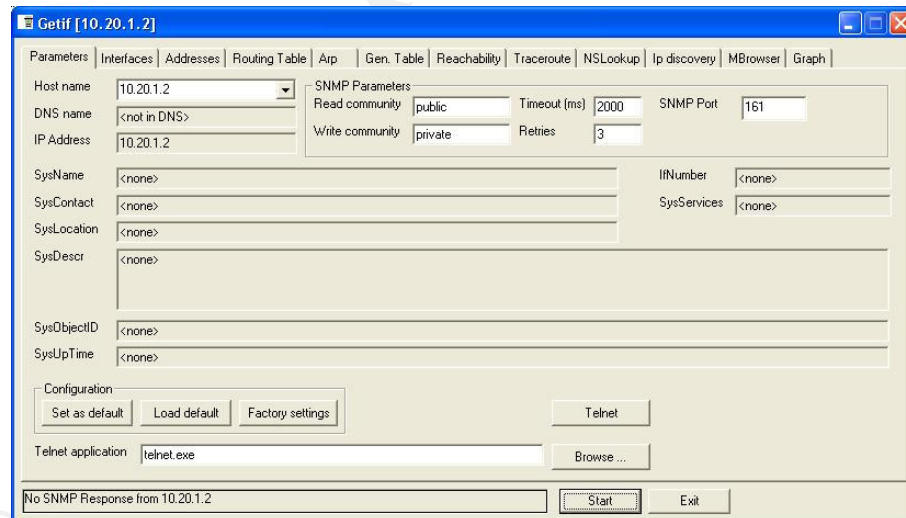 Getif [10.20.1.2]
Parameters Interfaces Addresses Routing Table Arp Gen. Table Reachability Traceroute NSLookup Ip discovery MBrowser Graph
Host name 10.20.1.2
DNS name <not in DNS>
IP Address 10.20.1.2
SNMP Parameters
Read community public Timeout (ms) 2000 SNMP Port 161
Write community private Retries 3
SysName <none> IfNumber <none>
SysContact <none> SysServices <none>
SysLocation <none>
SysDescr <none>
SysObjectID <none>
SysUpTime <none>
Configuration
Set as default Load default Factory settings Telnet
Telnet application telnet.exe Browse ...
No SNMP Response from 10.20.1.2 Start Exit